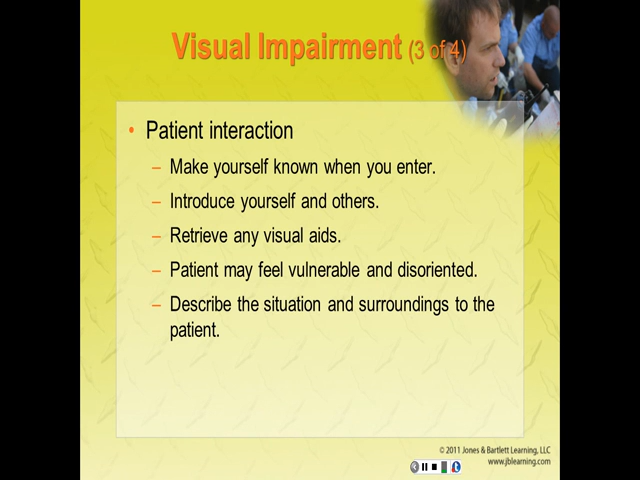 Visual Impairment (3 of 4)
• Patient interaction
– Make yourself known when you enter.
– Introduce yourself and others.
– Retrieve any visual aids.
– Patient may feel vulnerable and disoriented.
– Describe the situation and surroundings to the
patient.
© 2011 Jones & Bartlett Learning, LLC
www.jblearning.com